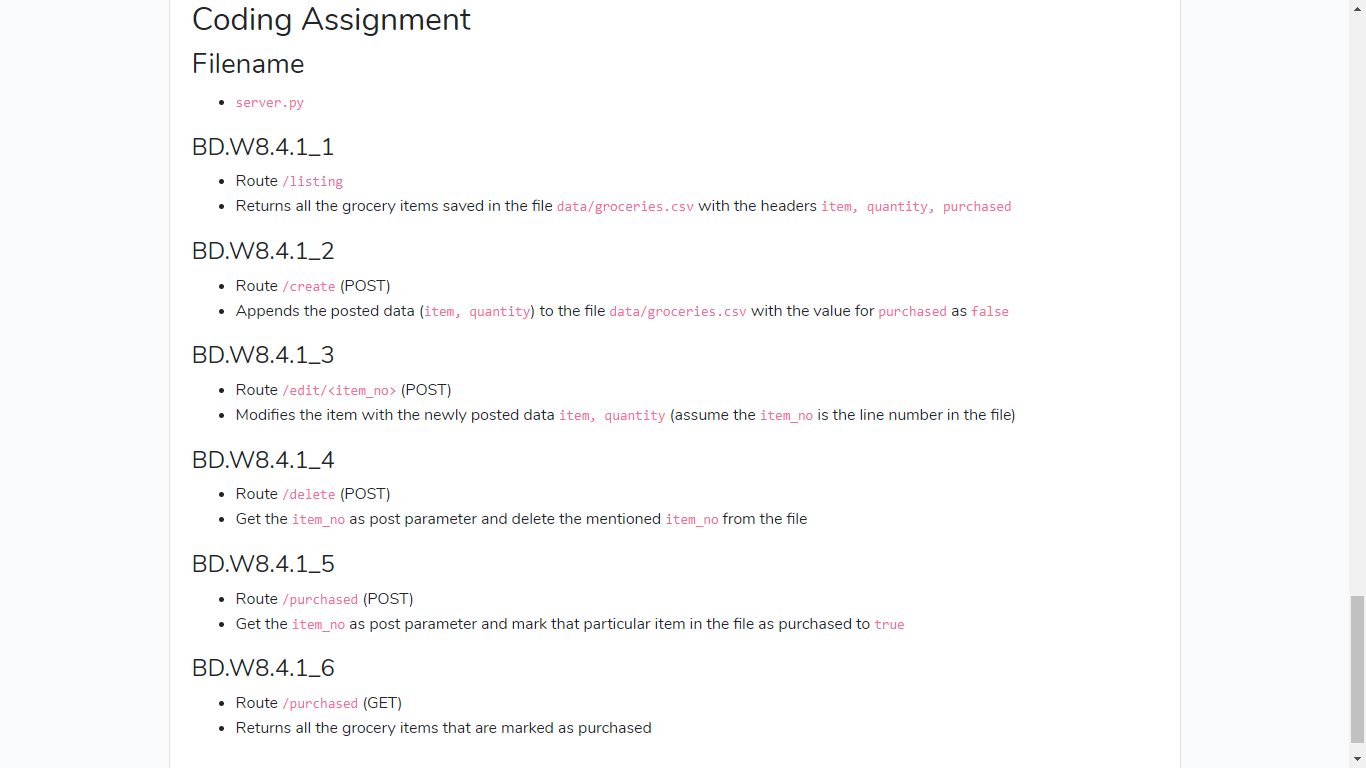 Coding Assignment
Filename
server.py
BD.W8.4.1_1
Route /listing
Returns all the grocery items saved in the file data/groceries.csv with the headers item, quantity, purchased
BD.W8.4.1_2
Route /create (POST)
Appends the posted data (item, quantity) to the file data/groceries.csv with the value for purchased as false
BD.W8.4.1_3
Route /edit/<item_no> (POST)
Modifies the item with the newly posted data item, quantity (assume the item_no is the line number in the file)
BD.W8.4.1_4
Route /delete (POST)
Get the item_no as post parameter and delete the mentioned item_no from the file
BD.W8.4.1_5
Route /purchased (POST)
Get the item_no as post parameter and mark that particular item in the file as purchased to true
BD.W8.4.1_6
Route /purchased (GET)
Returns all the grocery items that are marked as purchased